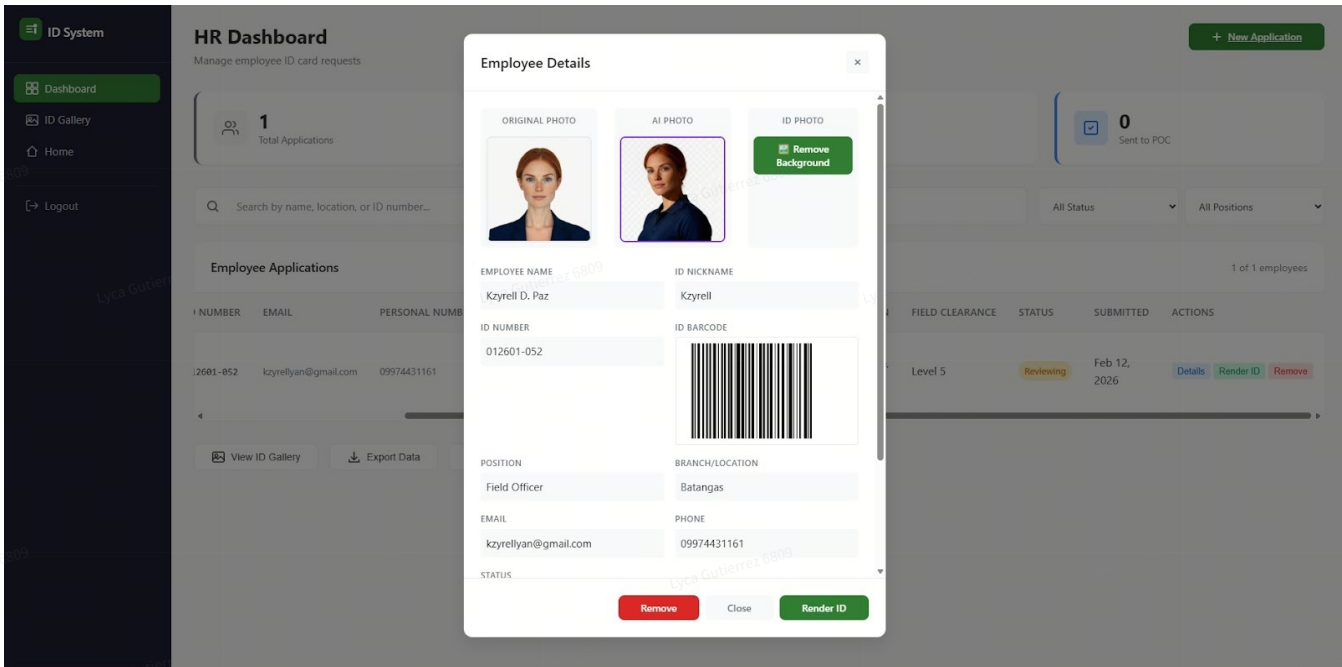 ID System
Dashboard
ID Gallery
Home
Logout
HR Dashboard
Manage employee ID card requests
+ New Application
1
Total Applications
0
Sent to POC
Search by name, location, or ID number...
All Status
All Positions
Employee Applications
1 of 1 employees
NUMBER
EMAIL
PERSONAL NUMB
FIELD CLEARANCE
STATUS
SUBMITTED
ACTIONS
2601-052
kzyrellyan@gmail.com
09974431161
Level 5
Reviewing
Feb 12,
2026
Details
Render ID
Remove
View ID Gallery
Export Data
Employee Details
×
ORIGINAL PHOTO
AI PHOTO
ID PHOTO
Remove
Background
EMPLOYEE NAME
ID NICKNAME
Kzyrell D. Paz
Kzyrell
ID NUMBER
ID BARCODE
012601-052
POSITION
BRANCH/LOCATION
Field Officer
Batangas
EMAIL
PHONE
kzyrellyan@gmail.com
09974431161
STATUS
Remove
Close
Render ID
Lyca Gutierrez 6809